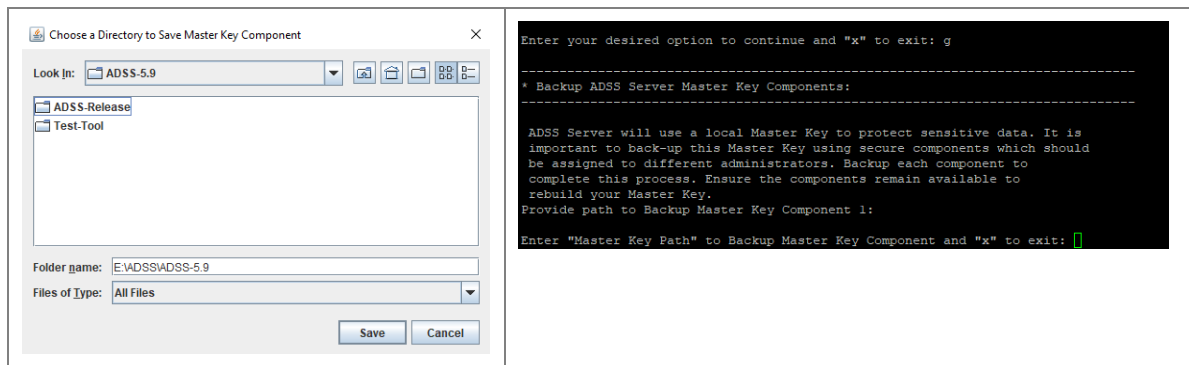 Choose a Directory to Save Master Key Component
Look In: ADSS-5.9
ADSS-Release
Test-Tool
Folder name: E:\ADSS\ADSS-5.9
Files of Type: All Files
Save Cancel
Enter your desired option to continue and "x" to exit: g
--------------------------------------------------------------------------------
* Backup ADSS Server Master Key Components:
--------------------------------------------------------------------------------
ADSS Server will use a local Master Key to protect sensitive data. It is
important to back-up this Master Key using secure components which should
be assigned to different administrators. Backup each component to
complete this process. Ensure the components remain available to
rebuild your Master Key.
Provide path to Backup Master Key Component 1:
Enter "Master Key Path" to Backup Master Key Component and "x" to exit: